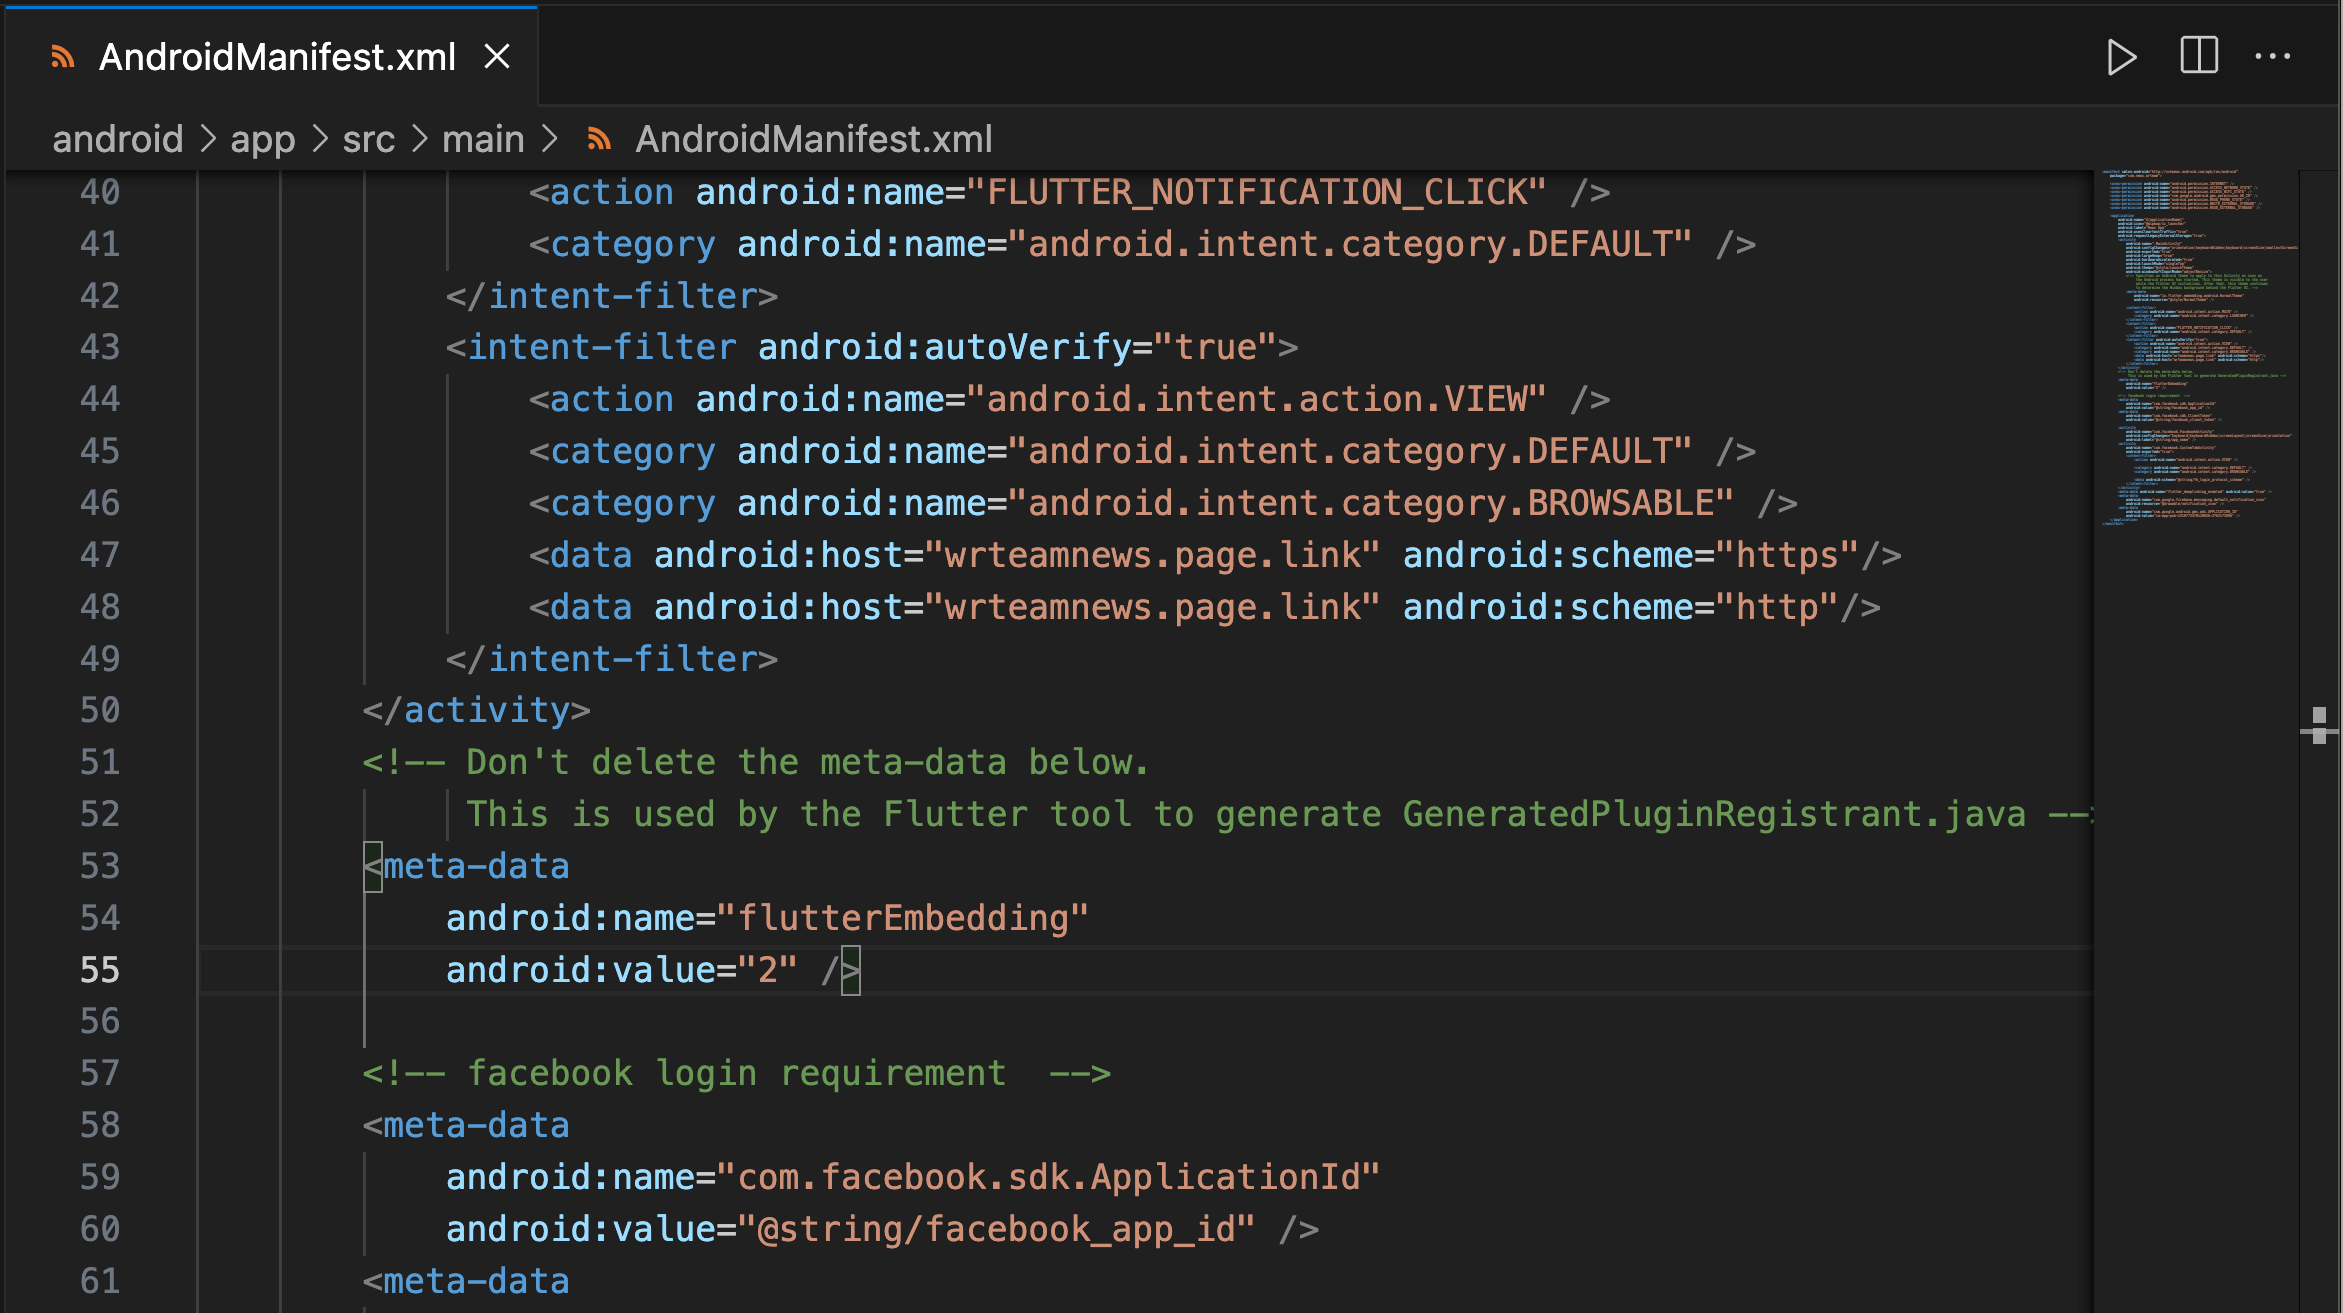 AndroidManifest.xml
android > app > src > main > AndroidManifest.xml
40 <action android:name="FLUTTER_NOTIFICATION_CLICK" />
41 <category android:name="android.intent.category.DEFAULT" />
42 </intent-filter>
43 <intent-filter android:autoVerify="true">
44 <action android:name="android.intent.action.VIEW" />
45 <category android:name="android.intent.category.DEFAULT" />
46 <category android:name="android.intent.category.BROWSABLE" />
47 <data android:host="wrteamnews.page.link" android:scheme="https"/>
48 <data android:host="wrteamnews.page.link" android:scheme="http"/>
49 </intent-filter>
50 </activity>
51 <!-- Don't delete the meta-data below.
52 This is used by the Flutter tool to generate GeneratedPluginRegistrant.java -->
53 <meta-data
54 android:name="flutterEmbedding"
55 android:value="2" />
56
57 <!-- facebook login requirement  -->
58 <meta-data
59 android:name="com.facebook.sdk.ApplicationId"
60 android:value="@string/facebook_app_id" />
61 <meta-data